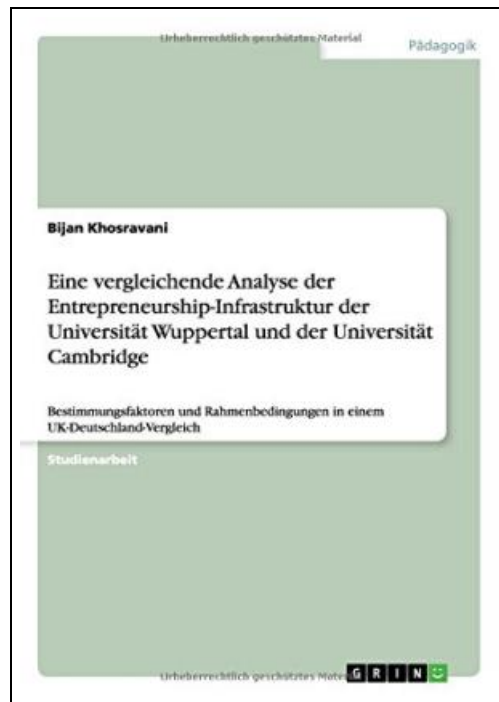 Urheberrechtlich geschütztes Material
Pädagogik
Bijan Khosravani
Eine vergleichende Analyse der
Entrepreneurship-Infrastruktur der
Universität Wuppertal und der Universität
Cambridge
Bestimmungsfaktoren und Rahmenbedingungen in einem
UK-Deutschland-Vergleich
Studienarbeit
Urheberrechtlich geschütztes Mate
GRIN